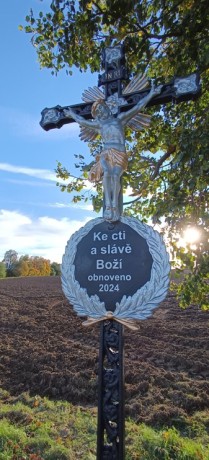 Ke cti
a slávě
Boží
obnoveno
2024